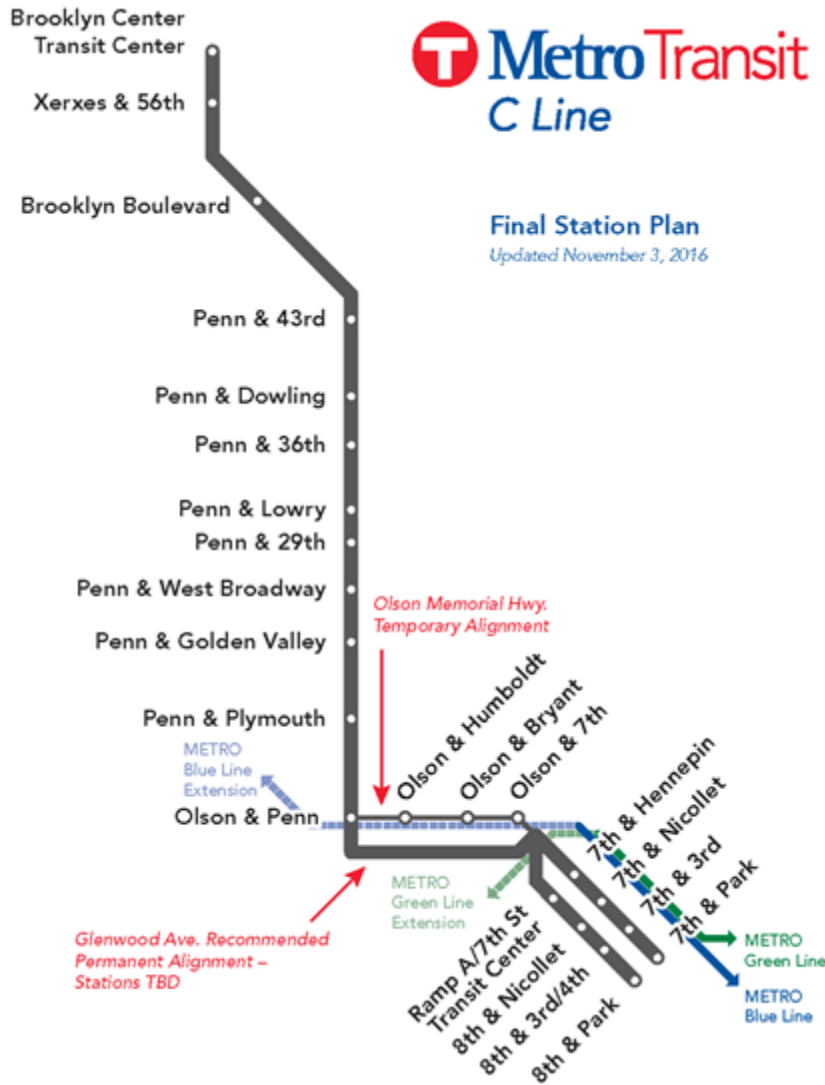 Brooklyn Center
Transit Center
T MetroTransit
C Line
Xerxes & 56th
Brooklyn Boulevard
Final Station Plan
Updated November 3, 2016
Penn & 43rd
Penn & Dowling
Penn & 36th
Penn & Lowry
Penn & 29th
Penn & West Broadway
Olson Memorial Hwy.
Temporary Alignment
Penn & Golden Valley
Penn & Plymouth
METRO
Blue Line
Extension
Olson & Penn
Olson & Humboldt
Olson & Bryant
Olson & 7th
7th & Hennepin
7th & Nicollet
7th & 3rd
7th & Park
METRO
Green Line
Extension
Glenwood Ave. Recommended
Permanent Alignment –
Stations TBD
Ramp A/7th St
Transit Center
8th & Nicollet
8th & 3rd/4th
8th & Park
METRO
Green Line
METRO
Blue Line